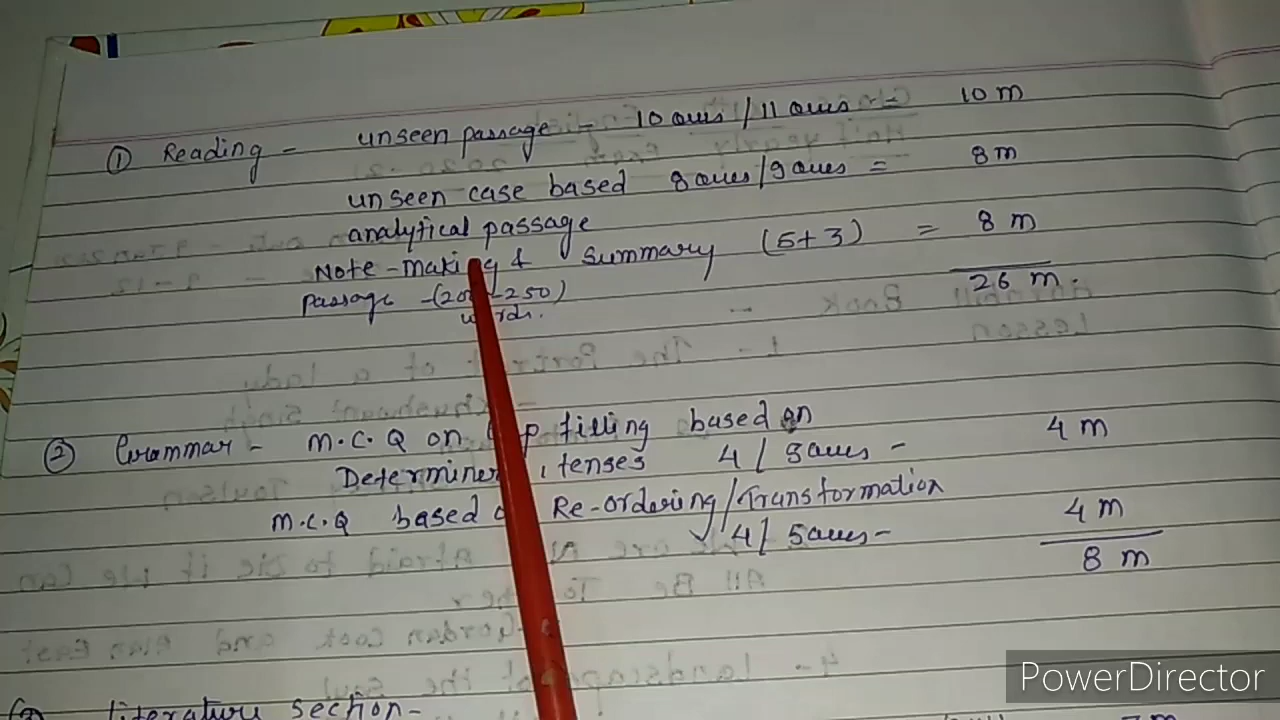 ① Reading - unseen passage - 10 ques / 11 ques = 10 m
unseen case based 8 ques / 9 ques = 8 m
analytical passage
Note-making & Summary (5+3) = 8 m
passage - (200-250) words.
26 m.
② Grammar - M.C.Q on gap filling based on
Determiner, tenses 4 / 5 ques - 4 m
M.C.Q based on Re-ordering / Transformation
4 / 5 ques - 4 m
8 m
literature section -
PowerDirector